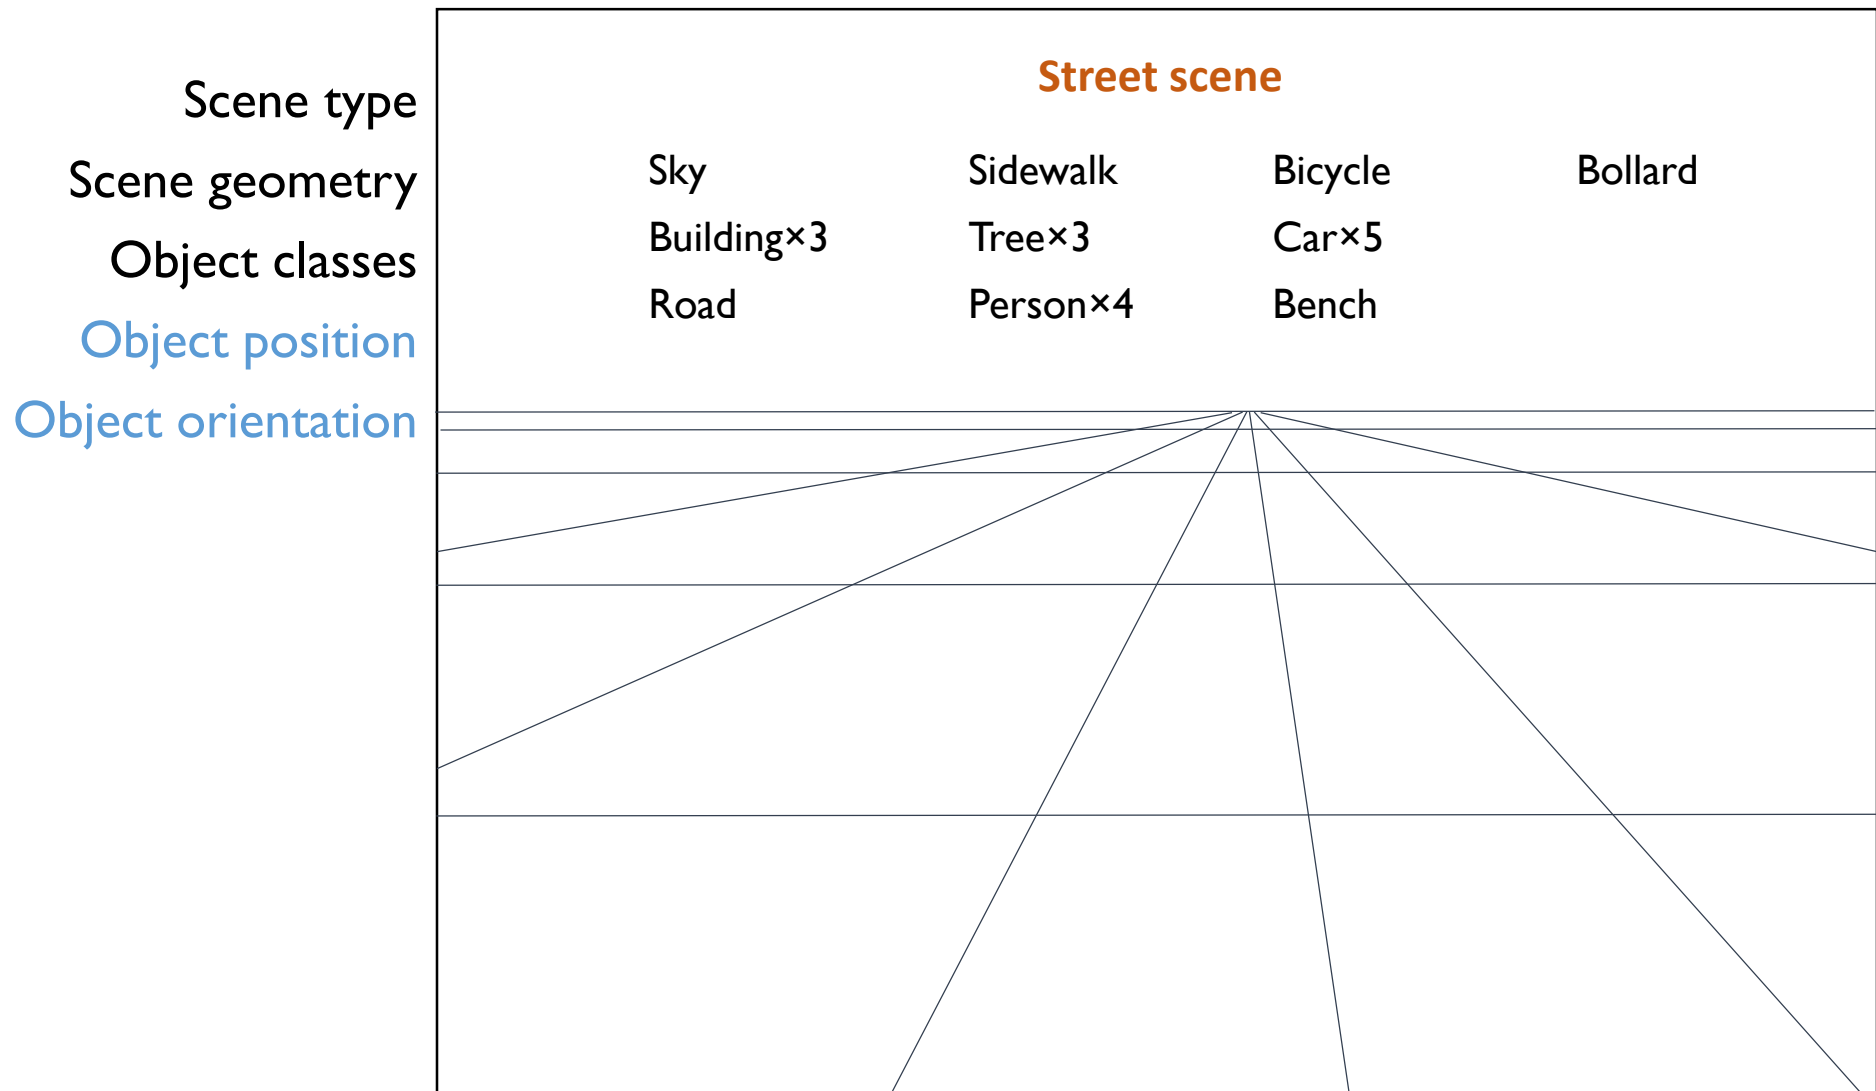 Scene type
Scene geometry
Object classes
Object position
Object orientation
Street scene
Sky Sidewalk Bicycle Bollard
Building×3 Tree×3 Car×5
Road Person×4 Bench